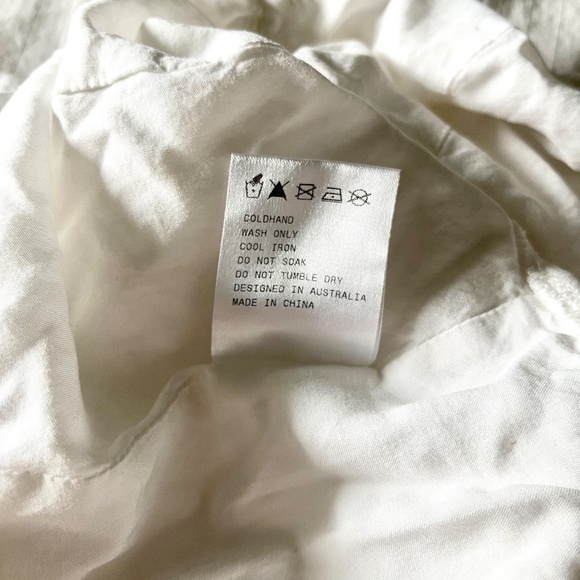 COLDHAND
WASH ONLY
COOL IRON
DO NOT SOAK
DO NOT TUMBLE DRY
DESIGNED IN AUSTRALIA
MADE IN CHINA